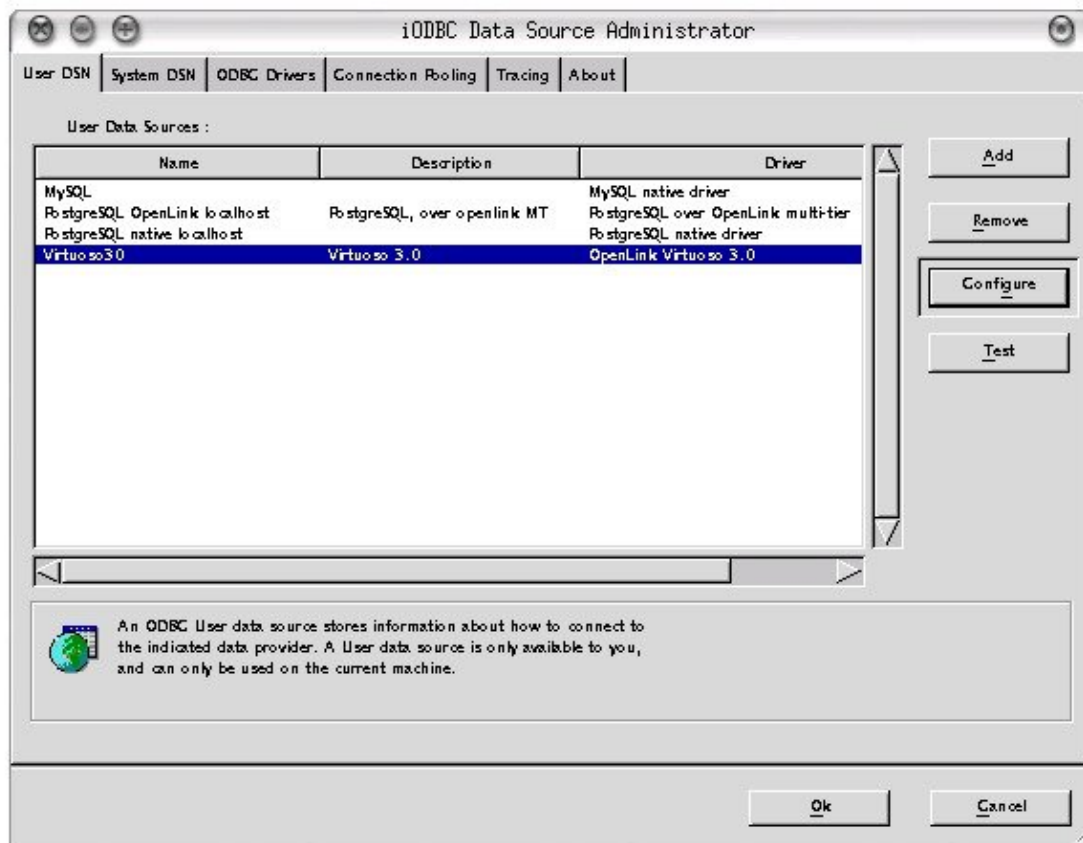 iODBC Data Source Administrator
User DSN System DSN ODBC Drivers Connection Pooling Tracing About
User Data Sources :
Name Description Driver
MySQL MySQL native driver
PostgreSQL OpenLink localhost PostgreSQL, over openlink MT PostgreSQL over OpenLink multi-tier
PostgreSQL native localhost PostgreSQL native driver
Virtuoso30 Virtuoso 3.0 OpenLink Virtuoso 3.0
Add
Remove
Configure
Test
An ODBC User data source stores information about how to connect to
the indicated data provider. A User data source is only available to you,
and can only be used on the current machine.
Ok Cancel